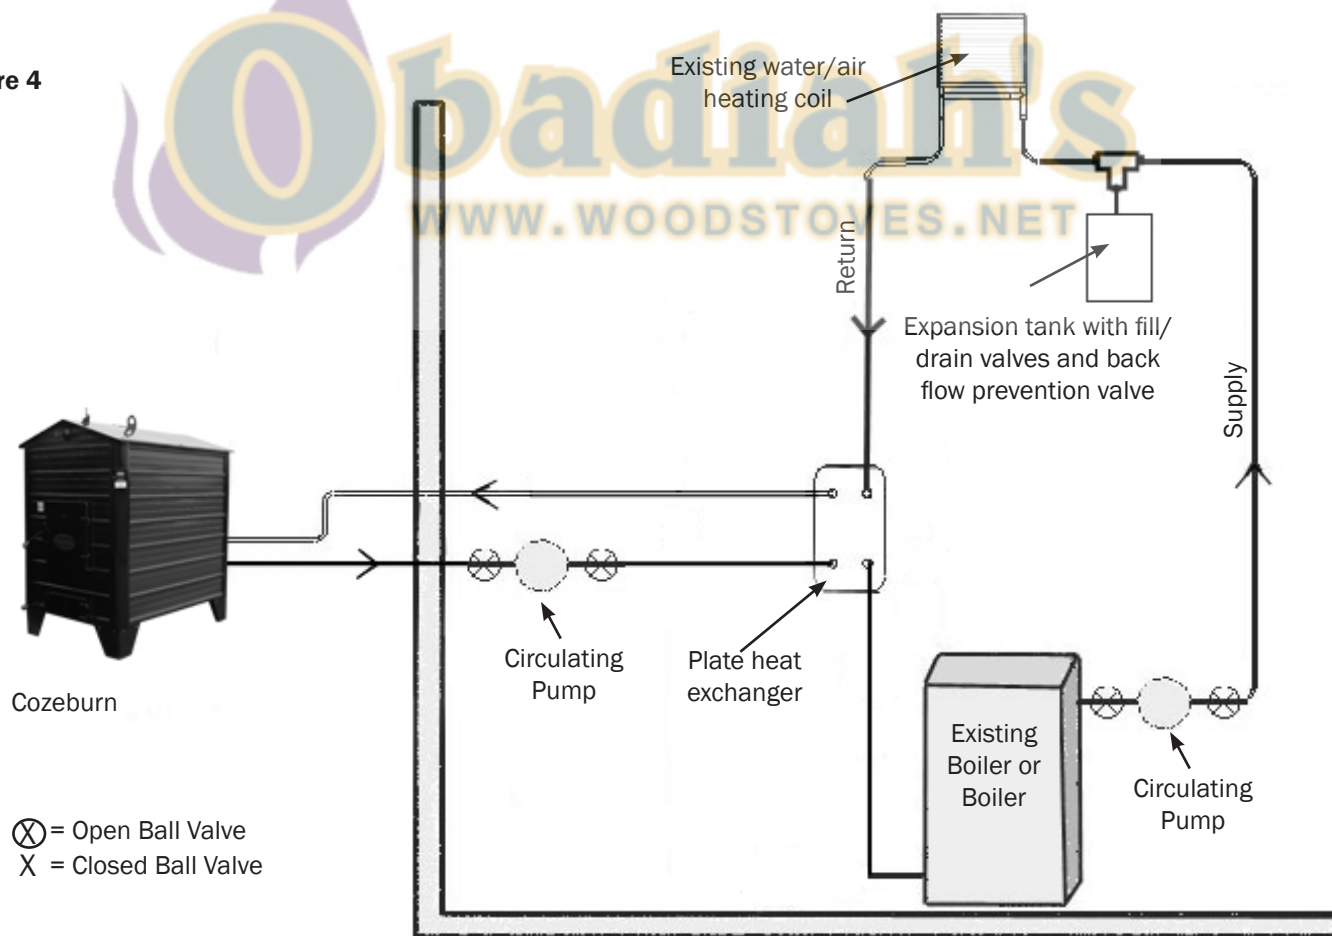 re 4
Obadiah's
WWW.WOODSTOVES.NET
Existing water/air
heating coil
Return
Expansion tank with fill/
drain valves and back
flow prevention valve
Supply
Circulating
Pump
Plate heat
exchanger
Cozeburn
Existing
Boiler or
Boiler
Circulating
Pump
= Open Ball Valve
X = Closed Ball Valve